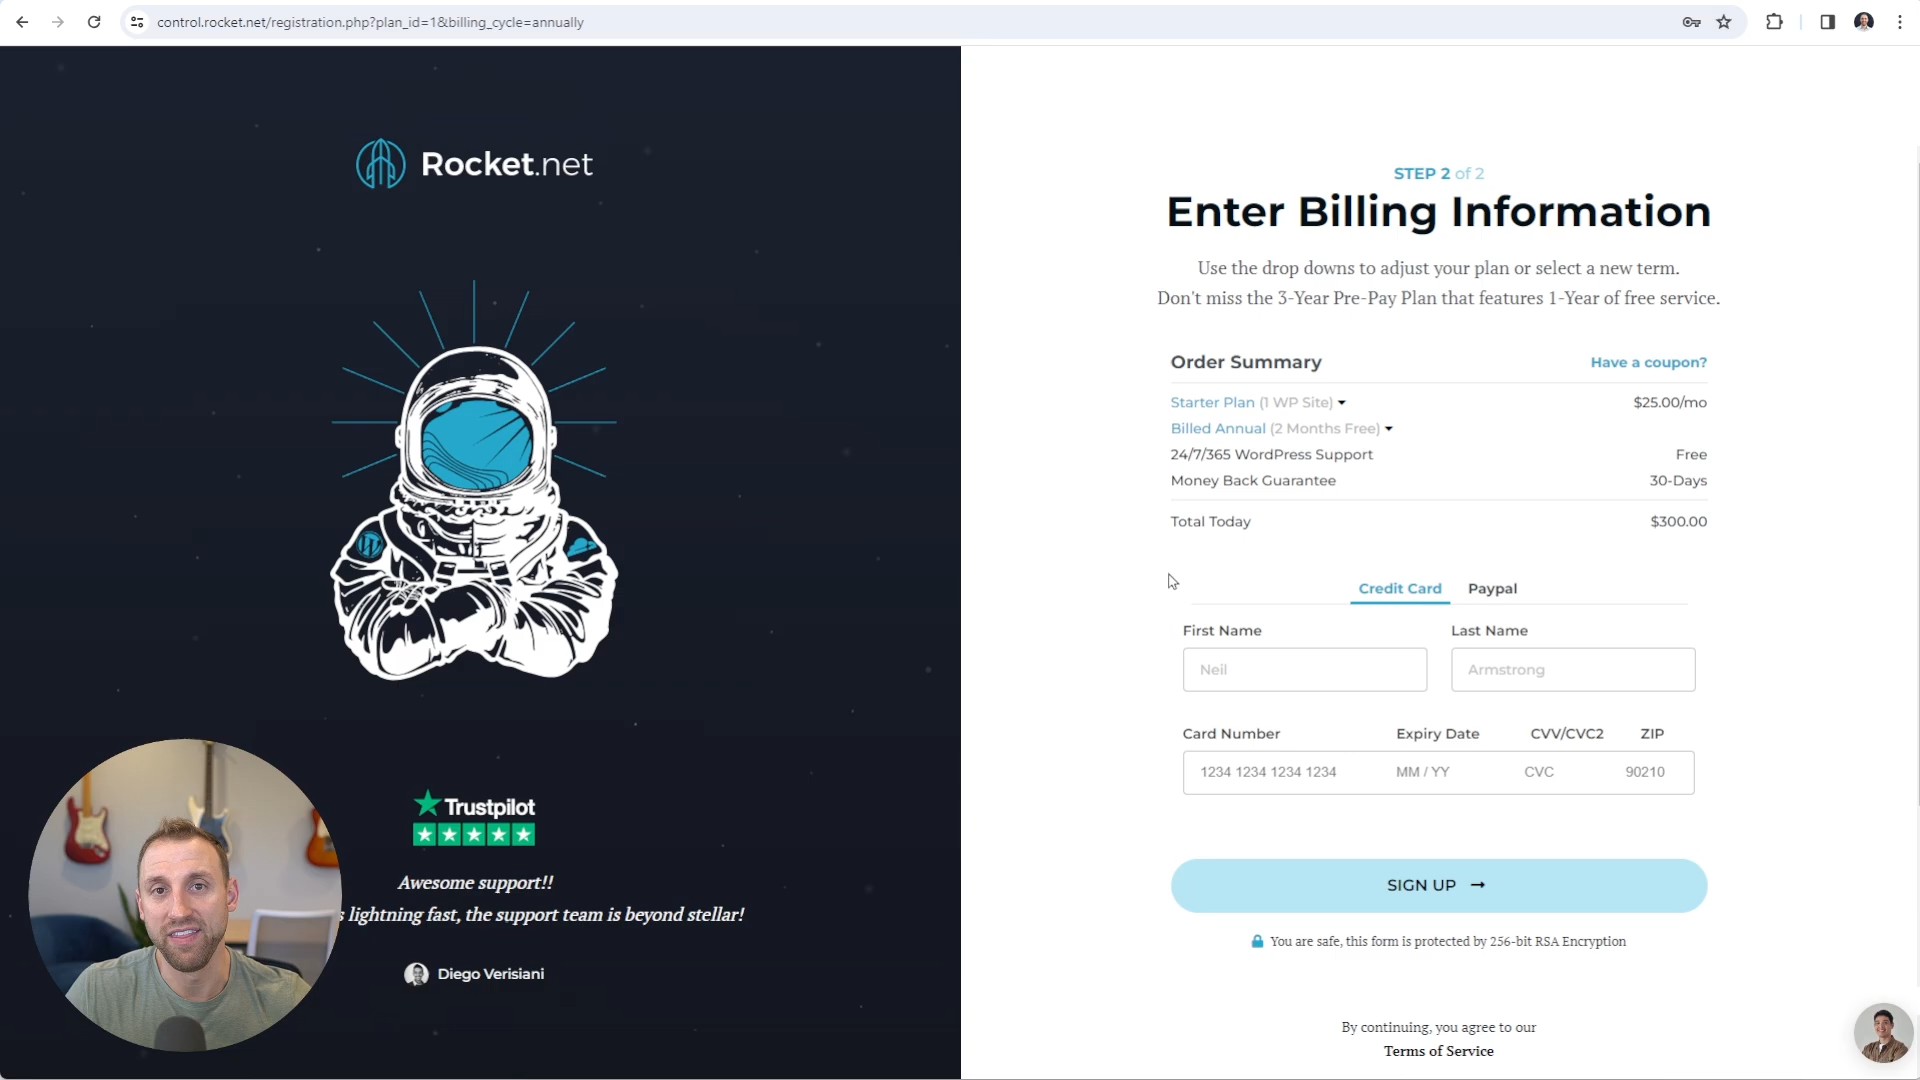 control.rocket.net/registration.php?plan_id=1&billing_cycle=annually
Rocket.net
Trustpilot
Awesome support!!
lightning fast, the support team is beyond stellar!
Diego Verisiani
STEP 2 of 2
Enter Billing Information
Use the drop downs to adjust your plan or select a new term.
Don't miss the 3-Year Pre-Pay Plan that features 1-Year of free service.
Order Summary Have a coupon?
Starter Plan (1 WP Site) $25.00/mo
Billed Annual (2 Months Free)
24/7/365 WordPress Support Free
Money Back Guarantee 30-Days
Total Today $300.00
Credit Card Paypal
First Name Last Name
Neil Armstrong
Card Number Expiry Date CVV/CVC2 ZIP
1234 1234 1234 1234 MM / YY CVC 90210
SIGN UP →
You are safe, this form is protected by 256-bit RSA Encryption
By continuing, you agree to our
Terms of Service